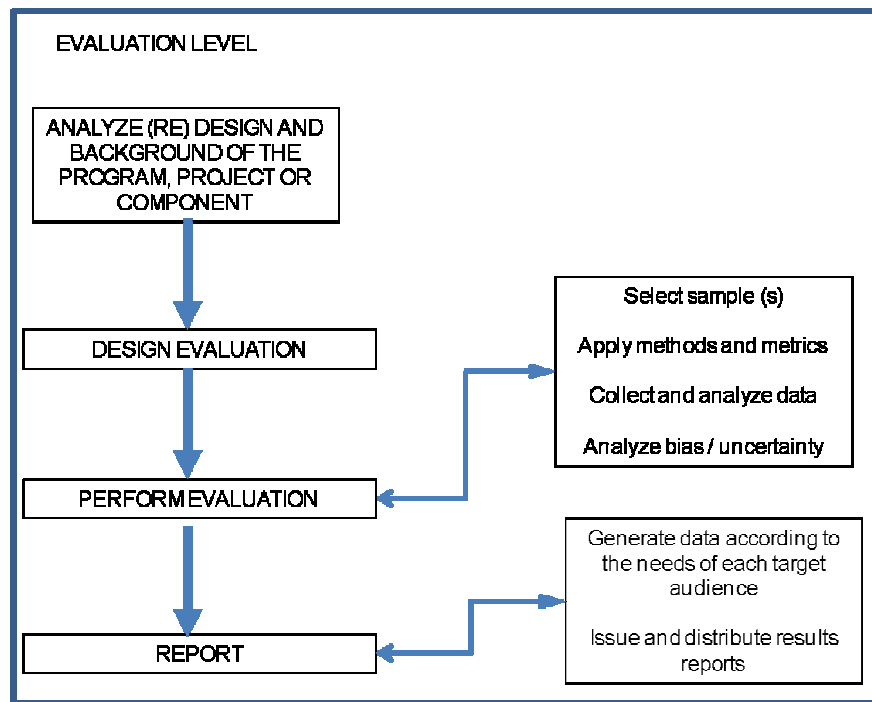 EVALUATION LEVEL
ANALYZE (RE) DESIGN AND
BACKGROUND OF THE
PROGRAM, PROJECT OR
COMPONENT
DESIGN EVALUATION
PERFORM EVALUATION
REPORT
Select sample (s)
Apply methods and metrics
Collect and analyze data
Analyze bias / uncertainty
Generate data according to
the needs of each target
audience
Issue and distribute results
reports